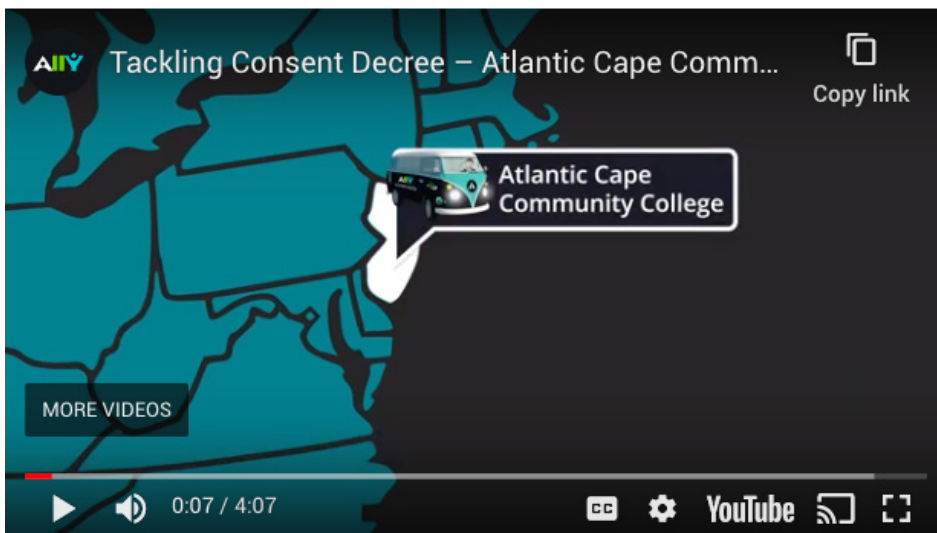 Ally Tackling Consent Decree – Atlantic Cape Comm...
Copy link
Atlantic Cape
Community College
MORE VIDEOS
0:07 / 4:07
CC
YouTube